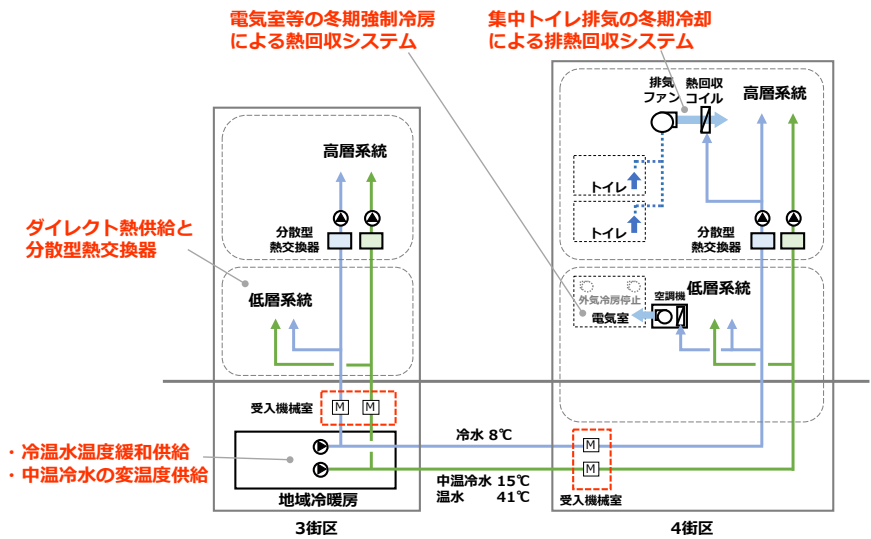 電気室等の冬期強制冷房
による熱回収システム
集中トイレ排気の冬期冷却
による排熱回収システム
排気
ファン
熱回収
コイル
高層系統
トイレ
トイレ
分散型
熱交換器
高層系統
分散型
熱交換器
ダイレクト熱供給と
分散型熱交換器
低層系統
外気冷房停止
電気室
空調機
低層系統
受入機械室
M
M
・冷温水温度緩和供給
・中温冷水の変温度供給
地域冷暖房
冷水 8℃
中温冷水 15℃
温水 41℃
M
M
受入機械室
3街区
4街区